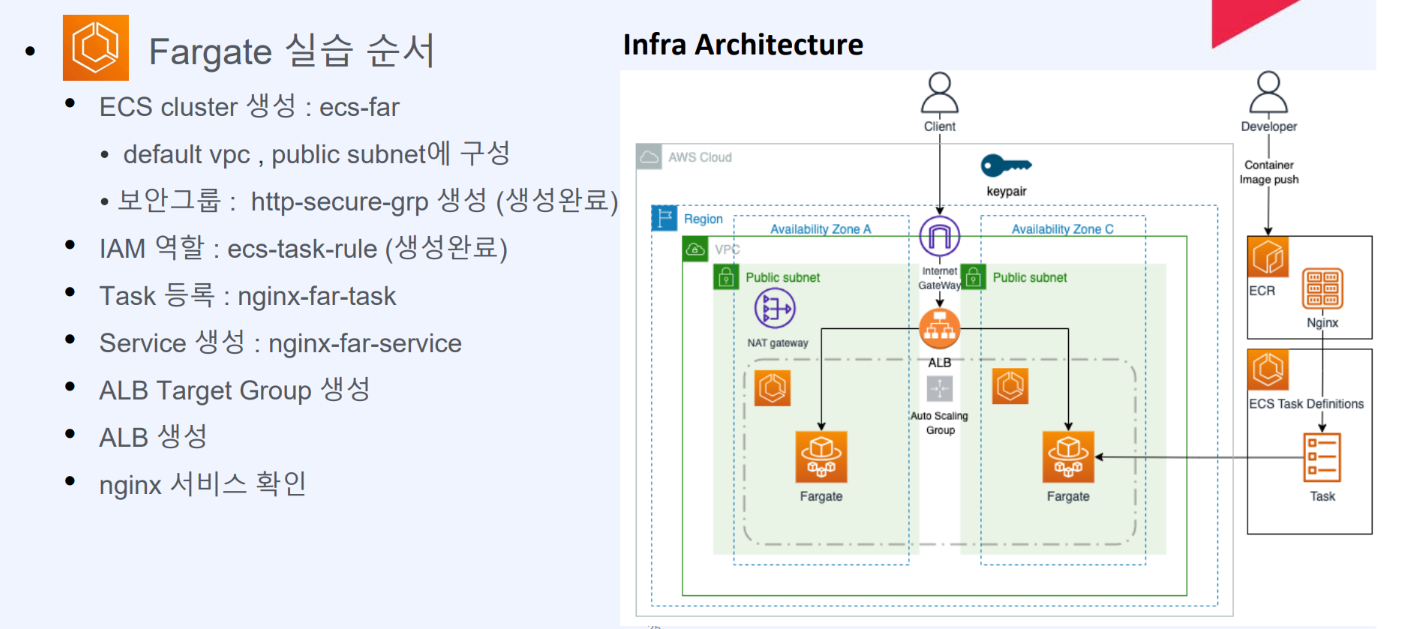 Fargate 실습 순서
ECS cluster 생성 : ecs-far
default vpc , public subnet에 구성
보안그룹 : http-secure-grp 생성 (생성완료)
IAM 역할 : ecs-task-rule (생성완료)
Task 등록 : nginx-far-task
Service 생성 : nginx-far-service
ALB Target Group 생성
ALB 생성
nginx 서비스 확인
Infra Architecture
Client
Developer
AWS Cloud
keypair
Container
Image push
Region
Availability Zone A
Availability Zone C
VPC
Public subnet
Internet
GateWay
Public subnet
NAT gateway
ALB
Auto Scaling
Group
Fargate
Fargate
ECR
Nginx
ECS Task Definitions
Task